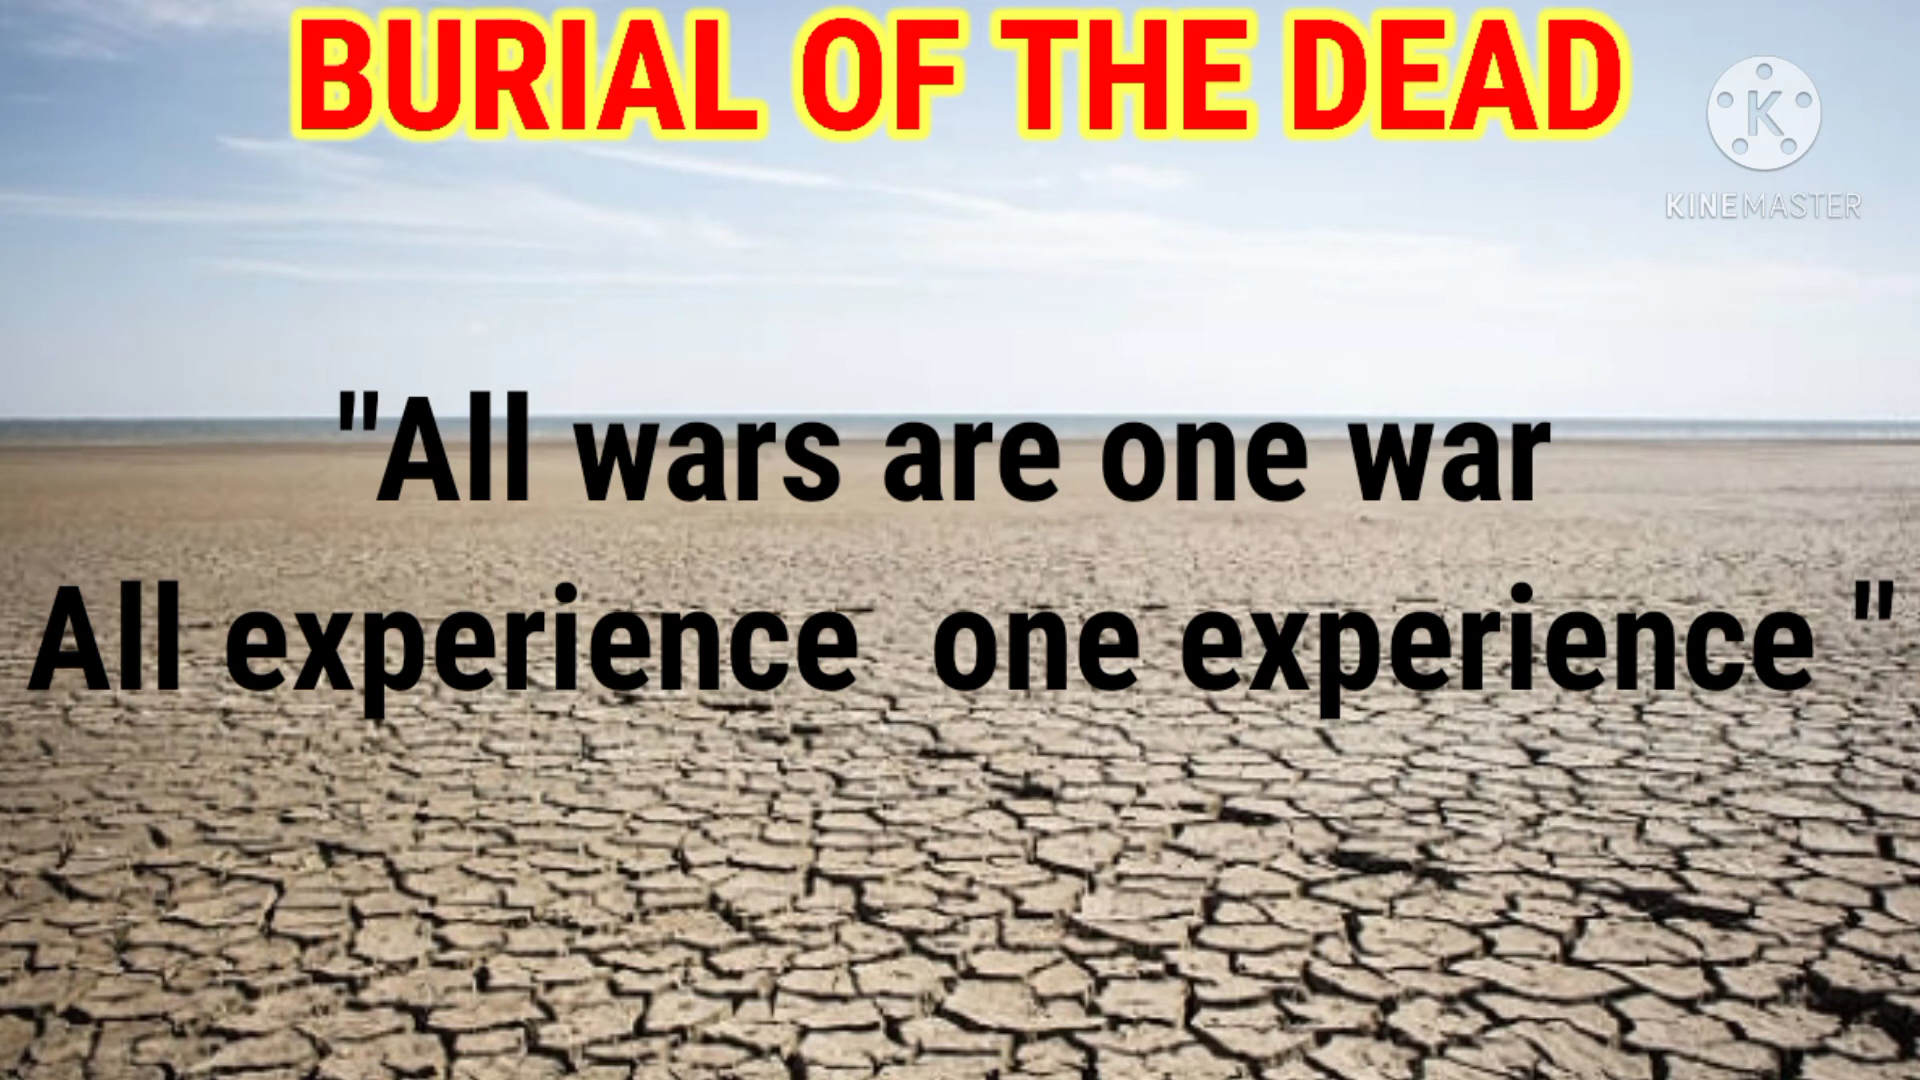 BURIAL OF THE DEAD
K
KINEMASTER
"All wars are one war
All experience one experience "